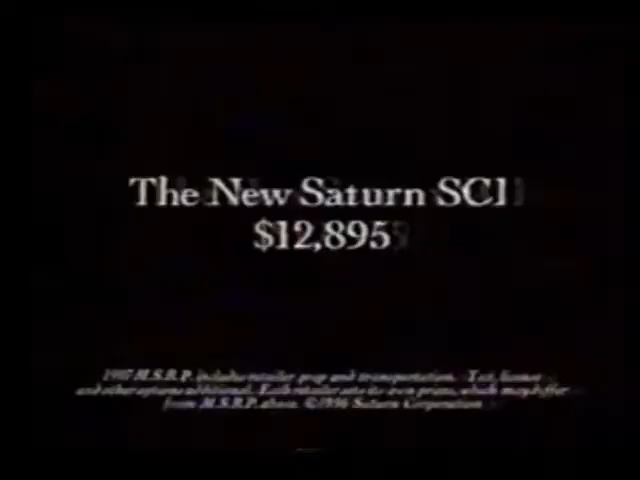 The New Saturn SC1
$12,895
1997 M.S.R.P. includes retailer prep and transportation. Tax, license
and other options additional. Each retailer sets its own prices, which may differ
from M.S.R.P. above. ©1996 Saturn Corporation